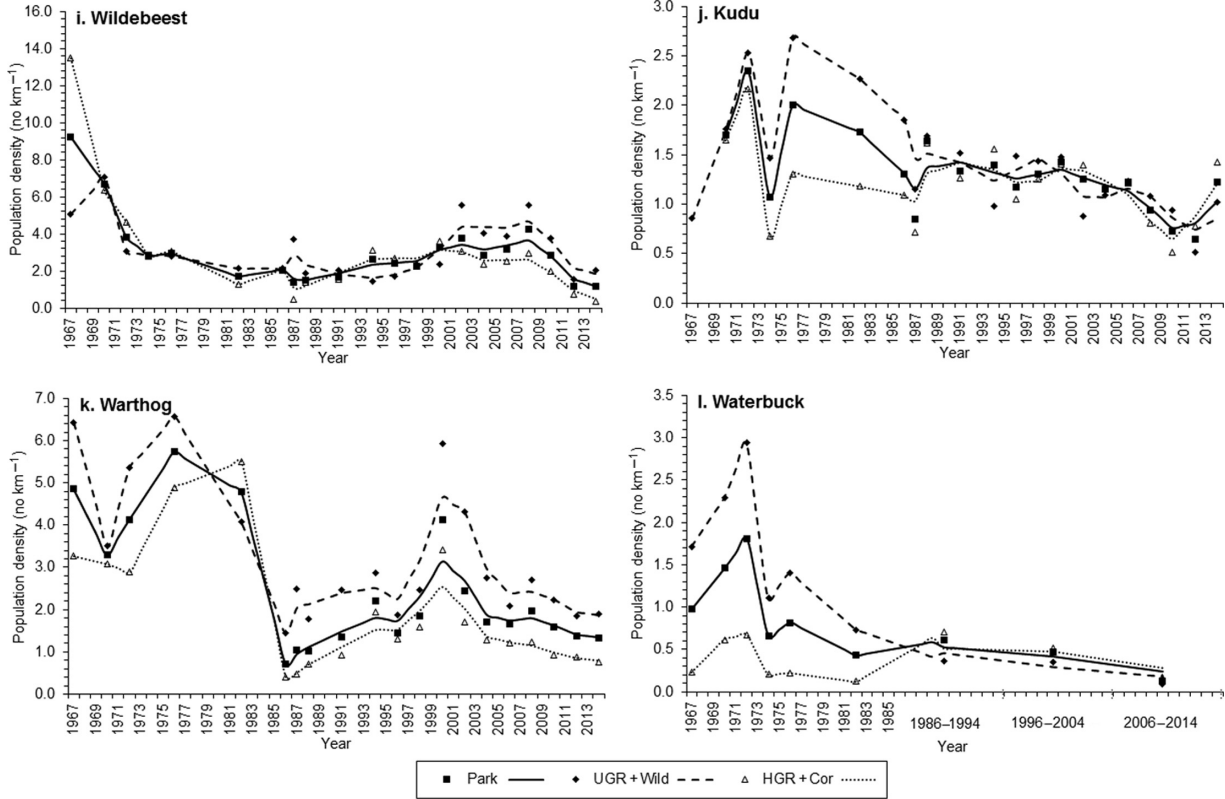 i. Wildebeest
Population density (no km⁻¹)
16.0
14.0
12.0
10.0
8.0
6.0
4.0
2.0
0.0
1967 1969 1971 1973 1975 1977 1979 1981 1983 1985 1987 1989 1991 1993 1995 1997 1999 2001 2003 2005 2007 2009 2011 2013
Year
j. Kudu
Population density (no km⁻¹)
3.0
2.5
2.0
1.5
1.0
0.5
0.0
1967 1969 1971 1973 1975 1977 1979 1981 1983 1985 1987 1989 1991 1993 1995 1997 1999 2001 2003 2005 2007 2009 2011 2013
Year
k. Warthog
Population density (no km⁻¹)
7.0
6.0
5.0
4.0
3.0
2.0
1.0
0.0
1967 1969 1971 1973 1975 1977 1979 1981 1983 1985 1987 1989 1991 1993 1995 1997 1999 2001 2003 2005 2007 2009 2011 2013
Year
l. Waterbuck
Population density (no km⁻¹)
3.5
3.0
2.5
2.0
1.5
1.0
0.5
0.0
1967 1969 1971 1973 1975 1977 1979 1981 1983 1985 1986–1994 1996–2004 2006–2014
Year
Park UGR + Wild HGR + Cor